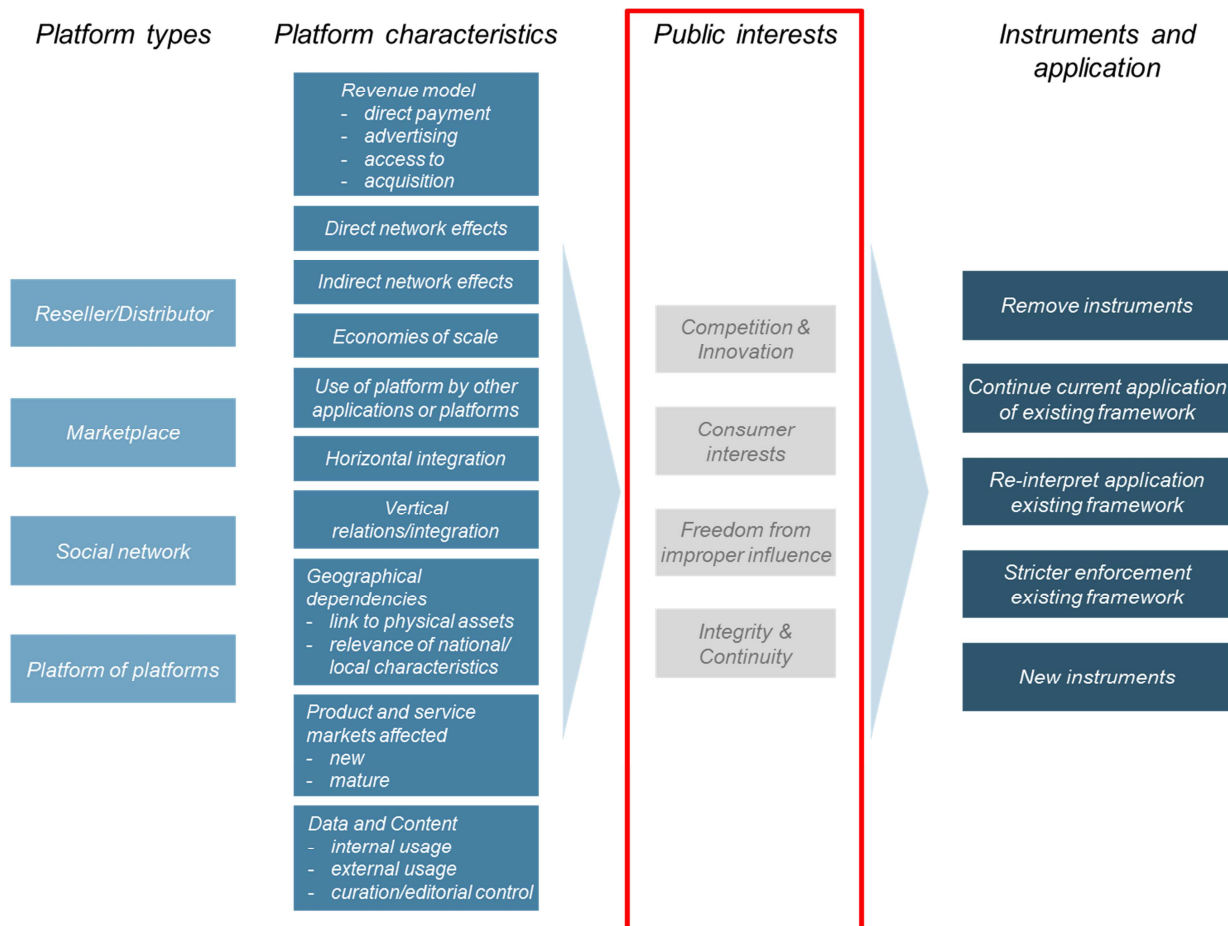 Platform types
Reseller/Distributor
Marketplace
Social network
Platform of platforms
Platform characteristics
Revenue model
- direct payment
- advertising
- access to
- acquisition
Direct network effects
Indirect network effects
Economies of scale
Use of platform by other
applications or platforms
Horizontal integration
Vertical
relations/integration
Geographical
dependencies
- link to physical assets
- relevance of national/
local characteristics
Product and service
markets affected
- new
- mature
Data and Content
- internal usage
- external usage
- curation/editorial control
Public interests
Competition &
Innovation
Consumer
interests
Freedom from
improper influence
Integrity &
Continuity
Instruments and
application
Remove instruments
Continue current application
of existing framework
Re-interpret application
existing framework
Stricter enforcement
existing framework
New instruments